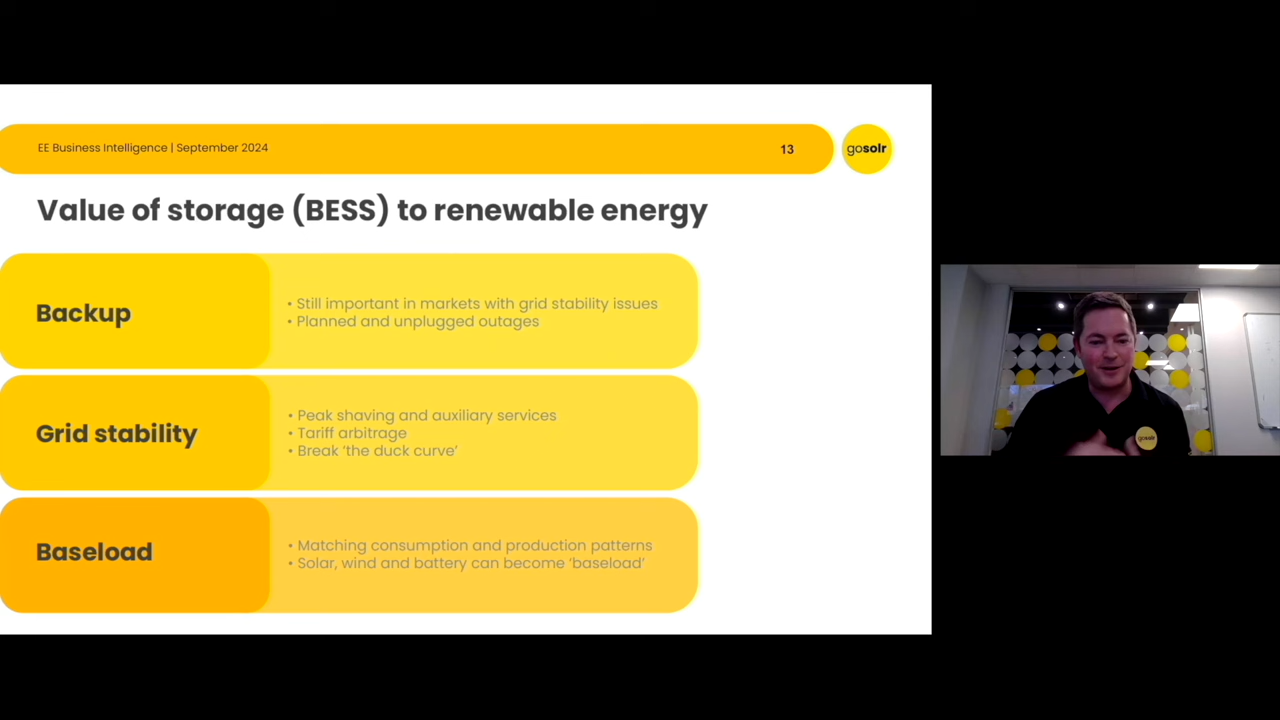 EE Business Intelligence | September 2024
13
gosolr
Value of storage (BESS) to renewable energy
Backup
• Still important in markets with grid stability issues
• Planned and unplugged outages
Grid stability
• Peak shaving and auxiliary services
• Tariff arbitrage
• Break ‘the duck curve’
Baseload
• Matching consumption and production patterns
• Solar, wind and battery can become ‘baseload’
gosolr